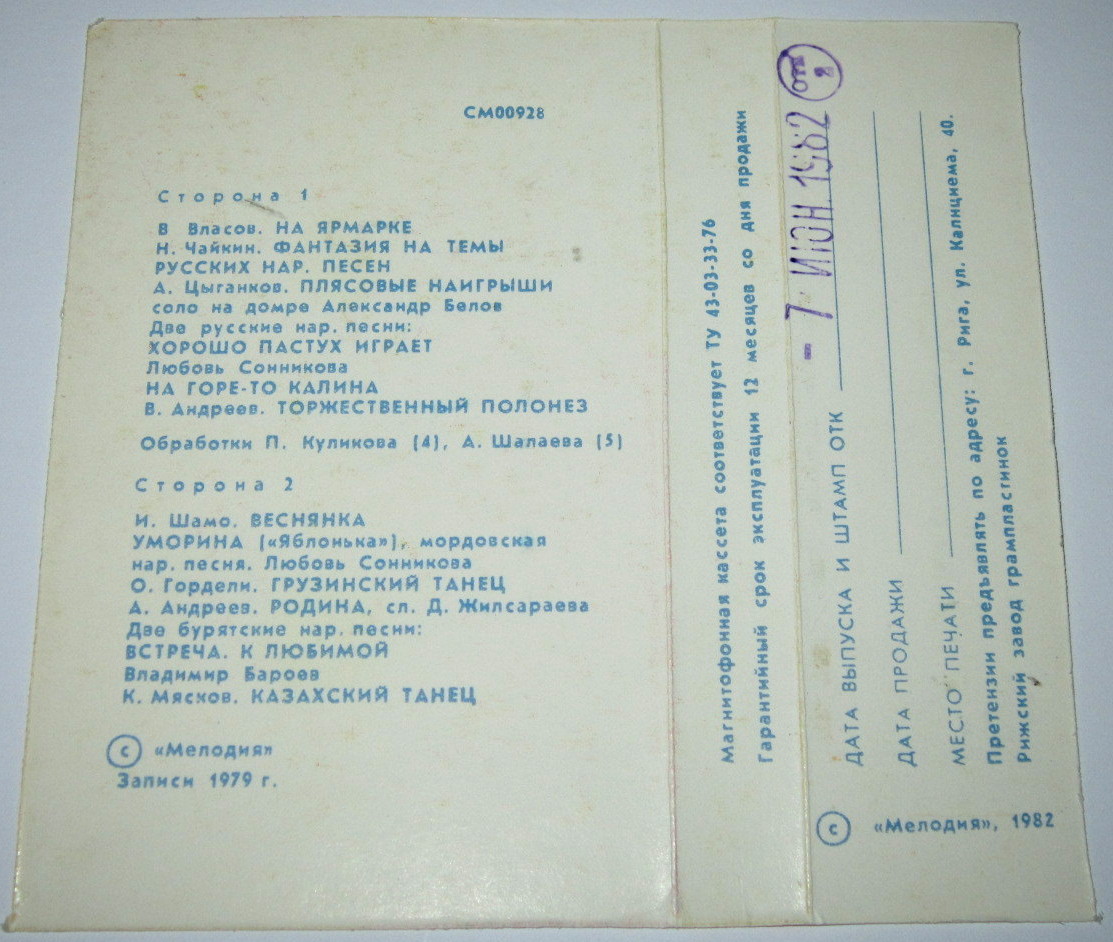 СМ00928
Сторона 1
В Власов. НА ЯРМАРКЕ
Н. Чайкин. ФАНТАЗИЯ НА ТЕМЫ
РУССКИХ НАР. ПЕСЕН
А. Цыганков. ПЛЯСОВЫЕ НАИГРЫШИ
соло на домре Александр Белов
Две русские нар. песни:
ХОРОШО ПАСТУХ ИГРАЕТ
Любовь Сонникова
НА ГОРЕ-ТО КАЛИНА
В. Андреев. ТОРЖЕСТВЕННЫЙ ПОЛОНЕЗ
Обработки П. Куликова (4), А. Шалаева (5)
Сторона 2
И. Шамо. ВЕСНЯНКА
УМОРИНА («Яблонька»), мордовская
нар. песня. Любовь Сонникова
О. Гордели. ГРУЗИНСКИЙ ТАНЕЦ
А. Андреев. РОДИНА, сл. Д. Жилсараева
Две бурятские нар. песни:
ВСТРЕЧА. К ЛЮБИМОЙ
Владимир Бароев
К. Мясков. КАЗАХСКИЙ ТАНЕЦ
© «Мелодия»
Записи 1979 г.
Магнитофонная кассета соответствует ТУ 43-03-33-76
Гарантийный срок эксплуатации 12 месяцев со дня продажи
ДАТА ВЫПУСКА И ШТАМП ОТК - 7 ИЮН. 1982 ОТК 8
ДАТА ПРОДАЖИ
МЕСТО ПЕЧАТИ
Претензии предъявлять по адресу: г. Рига, ул. Калнциема, 40.
Рижский завод грампластинок
© «Мелодия», 1982